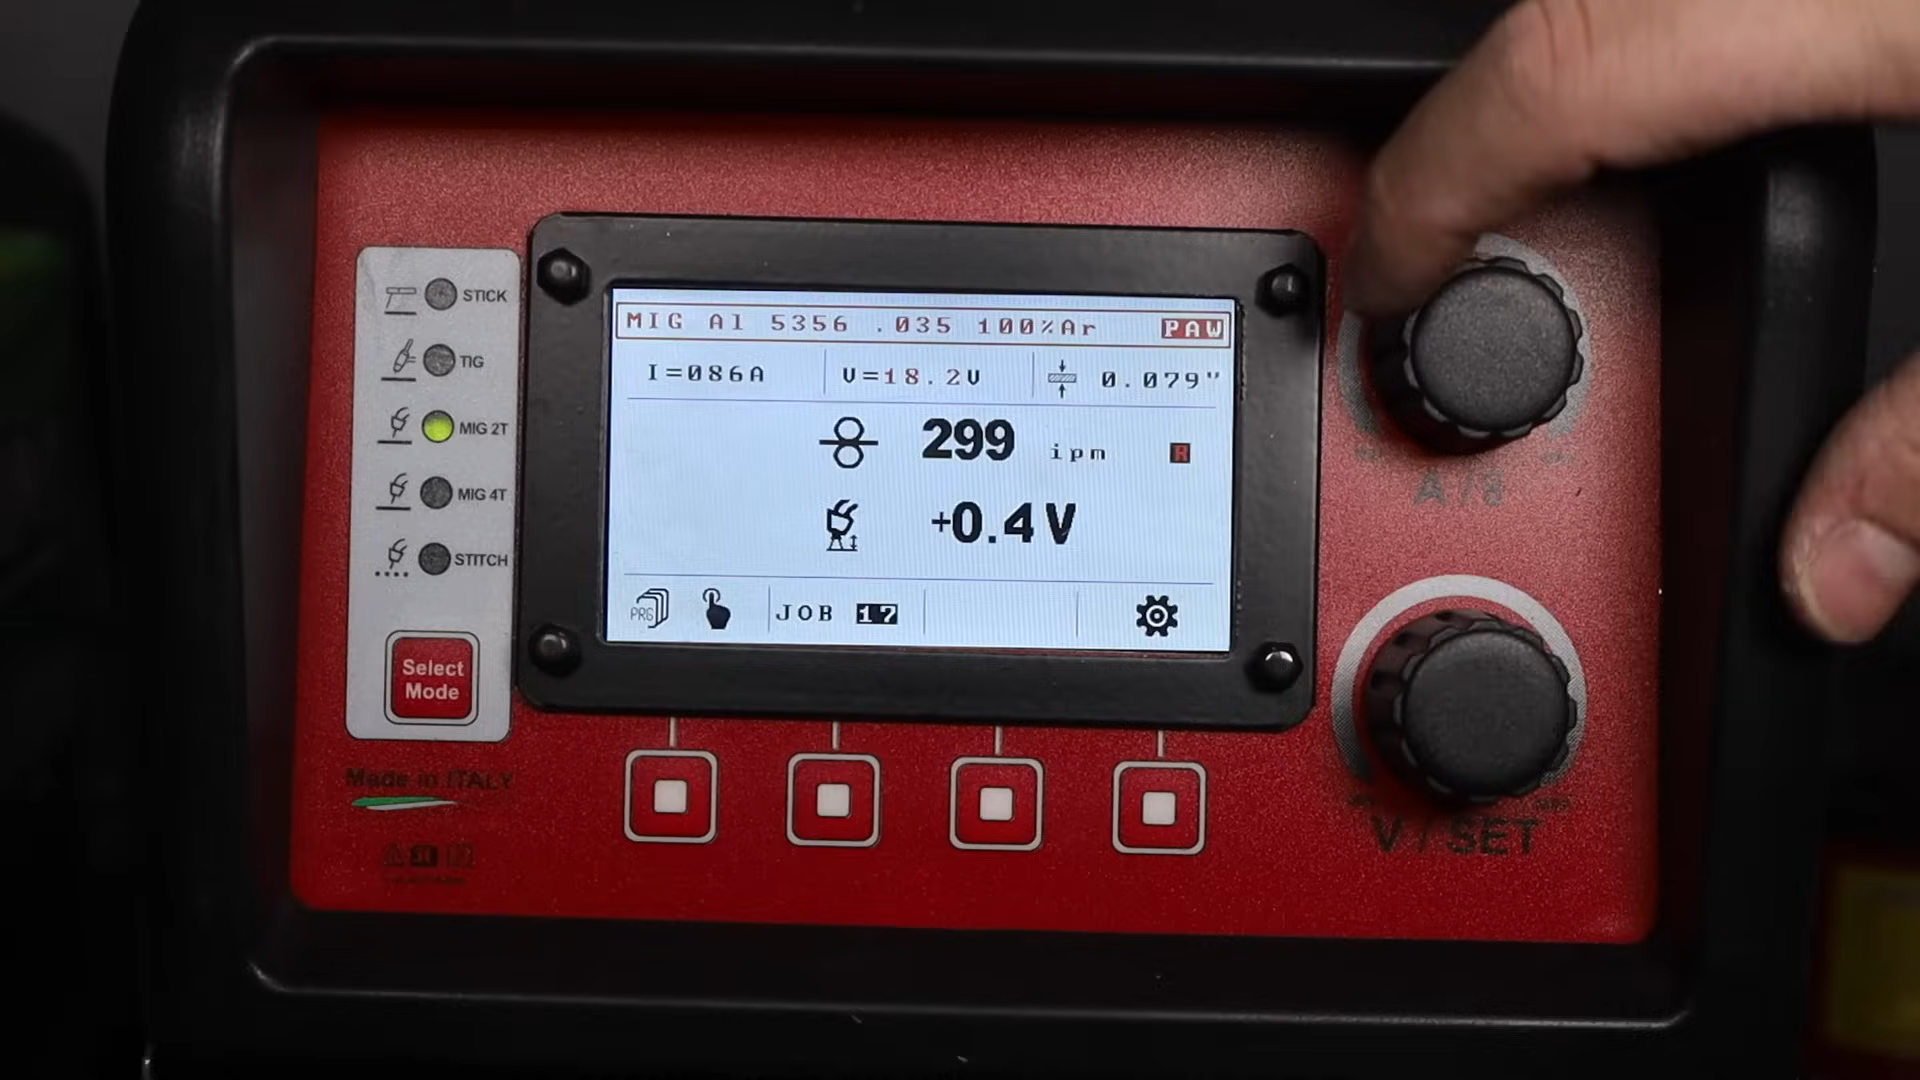 STICK
TIG
MIG 2T
MIG 4T
STITCH
Select
Mode
Made in ITALY
MIG Al 5356 .035 100%Ar PAW
I=086A V=18.2V 0.079"
299 ipm R
+0.4 V
PRG JOB 17
V / SET